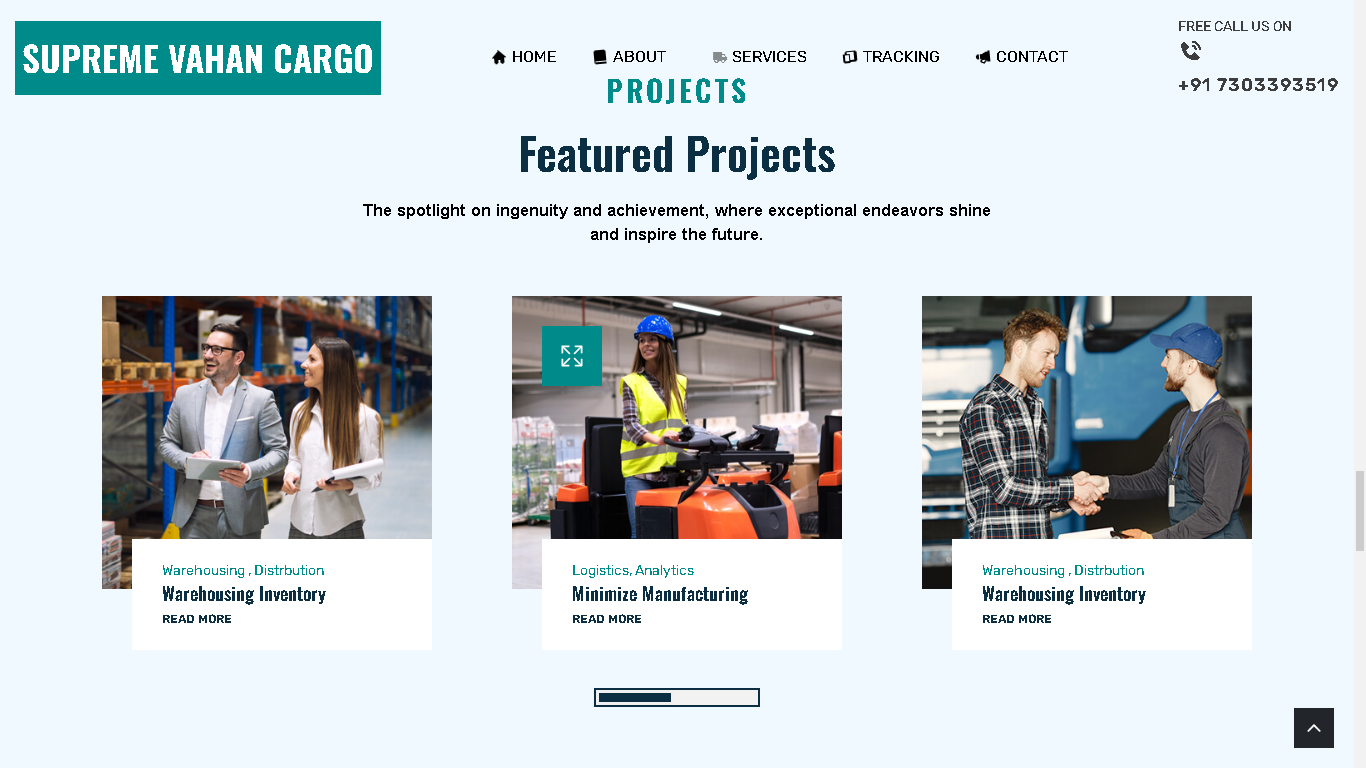 SUPREME VAHAN CARGO
HOME ABOUT SERVICES TRACKING CONTACT
FREE CALL US ON
+91 7303393519
PROJECTS
Featured Projects
The spotlight on ingenuity and achievement, where exceptional endeavors shine
and inspire the future.
Warehousing , Distrbution
Warehousing Inventory
READ MORE
Logistics, Analytics
Minimize Manufacturing
READ MORE
Warehousing , Distrbution
Warehousing Inventory
READ MORE